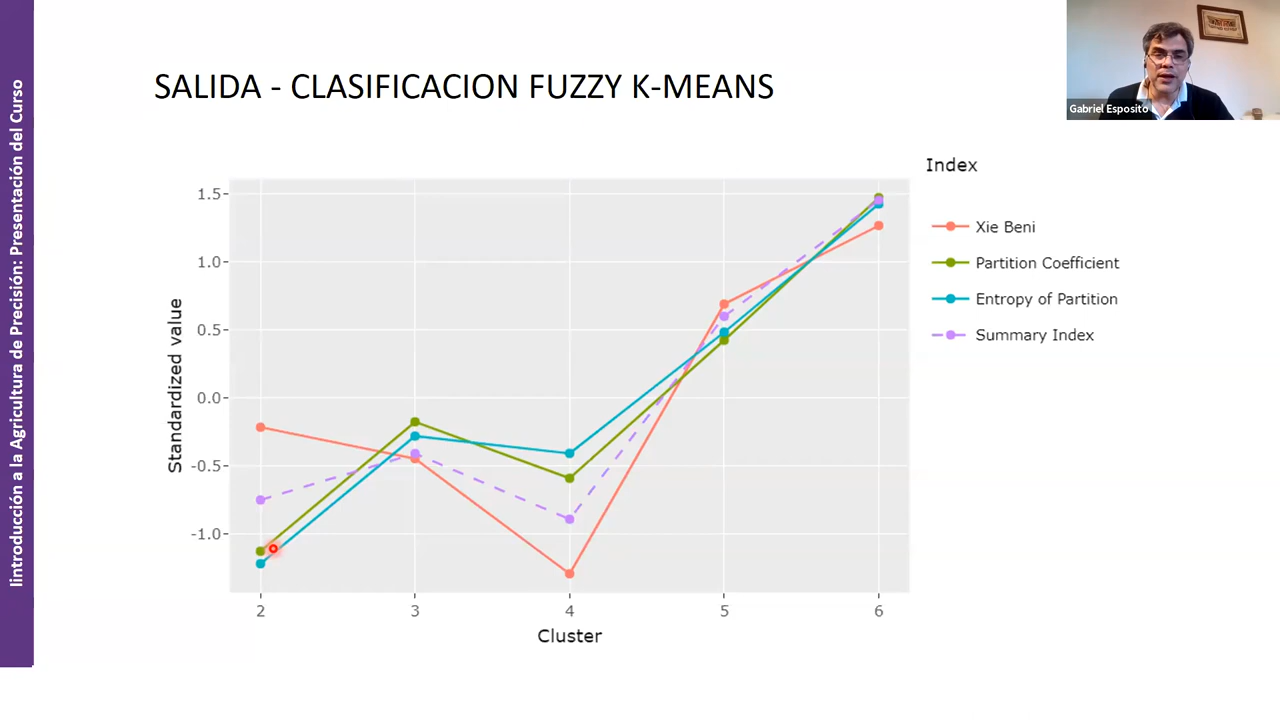 Iintroducción a la Agricultura de Precisión: Presentación del Curso
SALIDA - CLASIFICACION FUZZY K-MEANS
Gabriel Esposito
Index
Xie Beni
Partition Coefficient
Entropy of Partition
Summary Index
Standardized value
1.5
1.0
0.5
0.0
-0.5
-1.0
2 3 4 5 6
Cluster